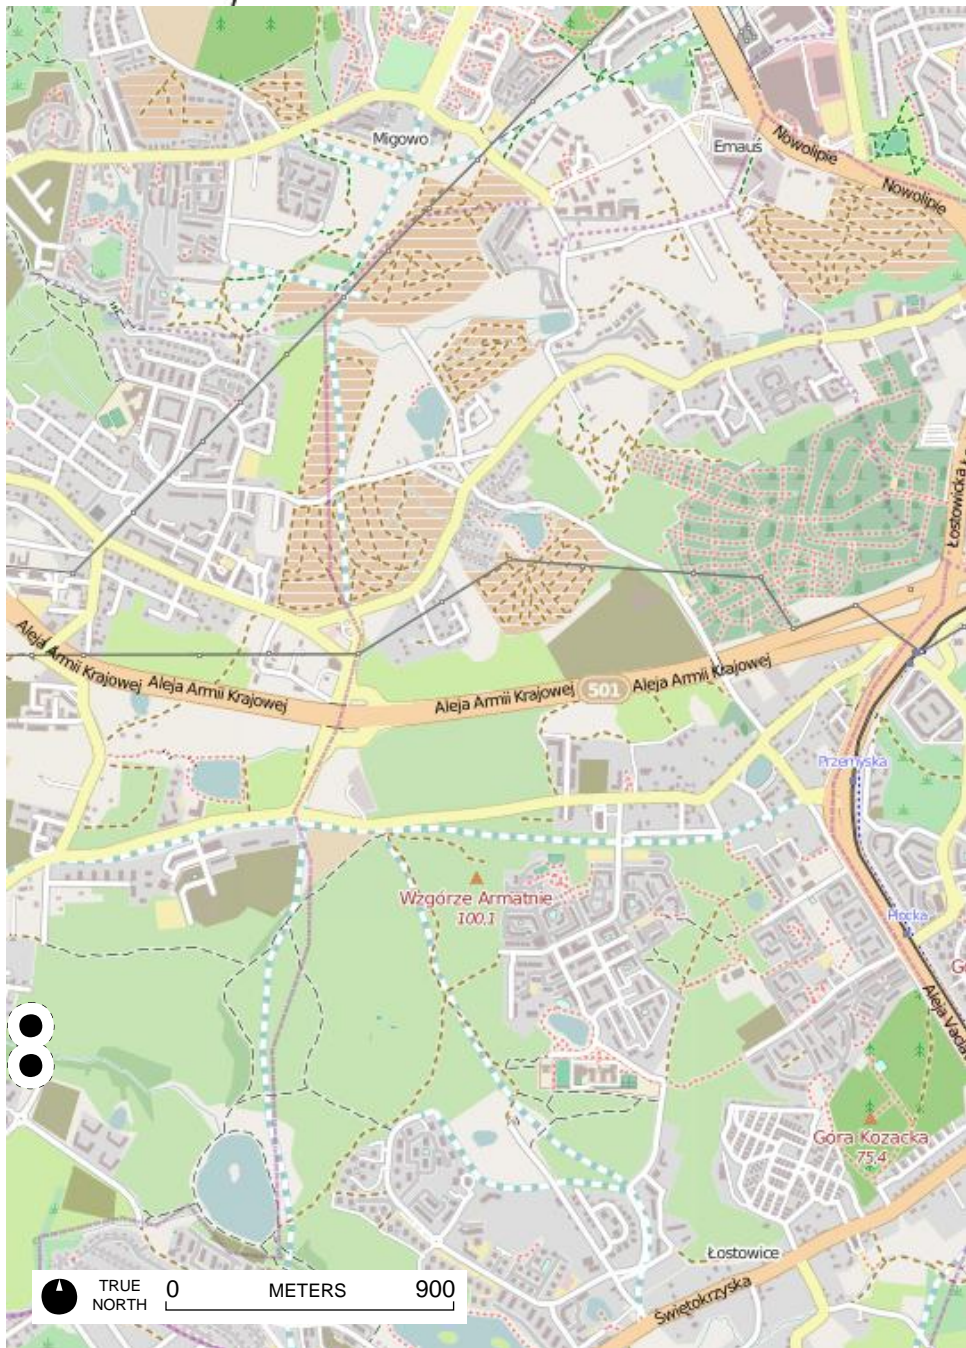 Migowo
Emaus
Nowolipie
Nowolipie
Łostowicka
Aleja Armii Krajowej
Aleja Armii Krajowej
Aleja Armii Krajowej
501
Aleja Armii Krajowej
Przemyska
Wzgórze Armatnie
100,1
Płocka
Aleja
Góra Kozacka
75,4
Łostowice
Świętokrzyska
TRUE NORTH
0 METERS 900